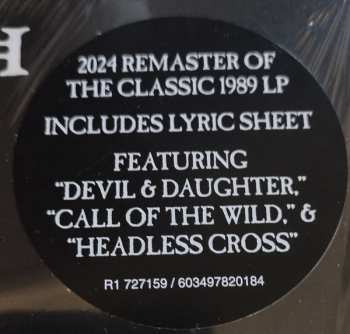 H
2024 REMASTER OF
THE CLASSIC 1989 LP
INCLUDES LYRIC SHEET
FEATURING
“DEVIL & DAUGHTER,”
“CALL OF THE WILD,” &
“HEADLESS CROSS”
R1 727159 / 603497820184